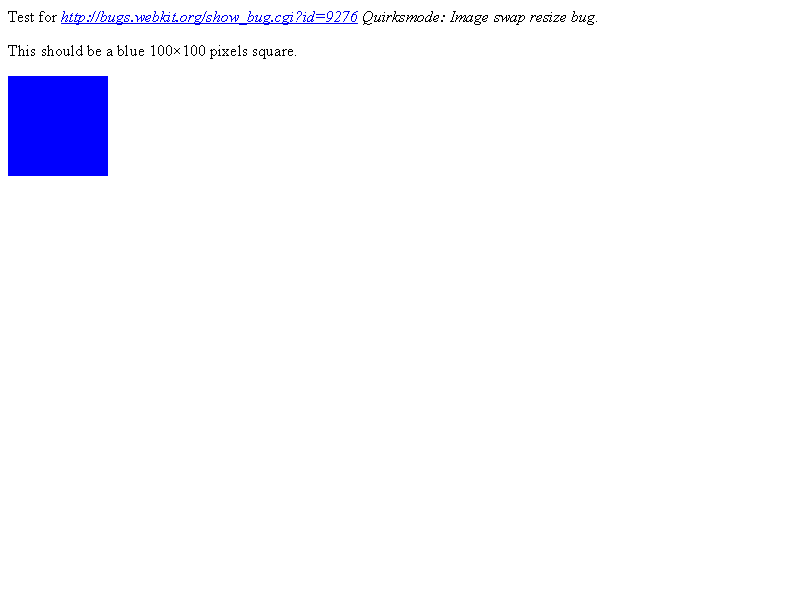 Test for http://bugs.webkit.org/show_bug.cgi?id=9276 Quirksmode: Image swap resize bug.
This should be a blue 100×100 pixels square.